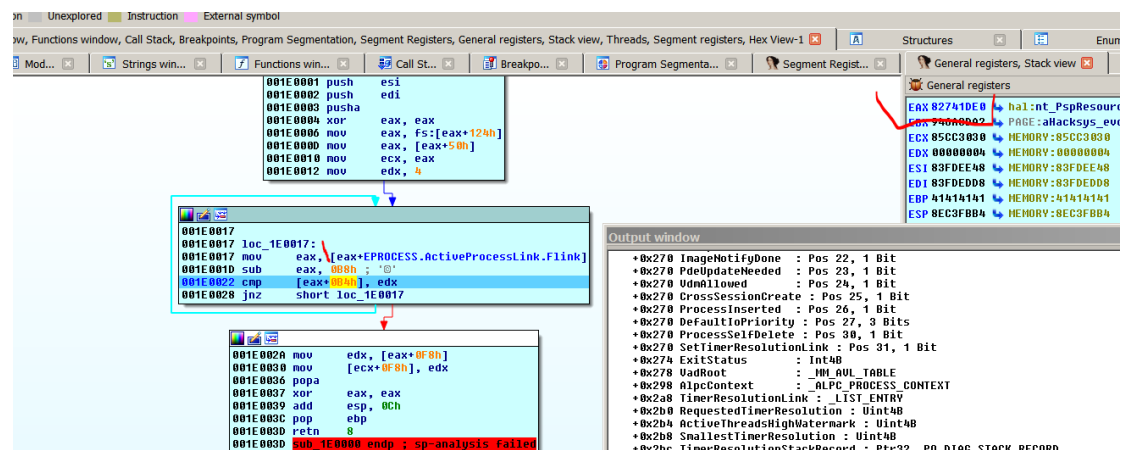 on Unexplored Instruction External symbol
ow, Functions window, Call Stack, Breakpoints, Program Segmentation, Segment Registers, General registers, Stack view, Threads, Segment registers, Hex View-1 Structures Enum
Mod... Strings win... Functions win... Call St... Breakpo... Program Segmenta... Segment Regist... General registers, Stack view
001E0001 push esi
001E0002 push edi
001E0003 pusha
001E0004 xor eax, eax
001E0006 mov eax, fs:[eax+124h]
001E000D mov eax, [eax+50h]
001E0010 mov ecx, eax
001E0012 mov edx, 4
001E0017
001E0017 loc_1E0017:
001E0017 mov eax, [eax+EPROCESS.ActiveProcessLink.Flink]
001E001D sub eax, 0B8h ; '©'
001E0022 cmp [eax+0B4h], edx
001E0028 jnz short loc_1E0017
001E002A mov edx, [eax+0F8h]
001E0030 mov [ecx+0F8h], edx
001E0036 popa
001E0037 xor eax, eax
001E0039 add esp, 0Ch
001E003C pop ebp
001E003D retn 8
001E003D sub_1E0000 endp ; sp-analysis failed
General registers
EAX 82741DE0 hal:nt_PspResourc
PAGE:aHacksys_evd
ECX 85CC3030 MEMORY:85CC3030
EDX 00000004 MEMORY:00000004
ESI 83FDEE48 MEMORY:83FDEE48
EDI 83FDEDD8 MEMORY:83FDEDD8
EBP 41414141 MEMORY:41414141
ESP 8EC3FBB4 MEMORY:8EC3FBB4
Output window
+0x270 ImageNotifyDone : Pos 22, 1 Bit
+0x270 PdeUpdateNeeded : Pos 23, 1 Bit
+0x270 VdmAllowed : Pos 24, 1 Bit
+0x270 CrossSessionCreate : Pos 25, 1 Bit
+0x270 ProcessInserted : Pos 26, 1 Bit
+0x270 DefaultIoPriority : Pos 27, 3 Bits
+0x270 ProcessSelfDelete : Pos 30, 1 Bit
+0x270 SetTimerResolutionLink : Pos 31, 1 Bit
+0x274 ExitStatus : Int4B
+0x278 VadRoot : _MM_AVL_TABLE
+0x298 AlpcContext : _ALPC_PROCESS_CONTEXT
+0x2a8 TimerResolutionLink : _LIST_ENTRY
+0x2b0 RequestedTimerResolution : Uint4B
+0x2b4 ActiveThreadsHighWatermark : Uint4B
+0x2b8 SmallestTimerResolution : Uint4B
+0x2bc TimerResolutionStackRecord : Ptr32 _PO_DIAG_STACK_RECORD